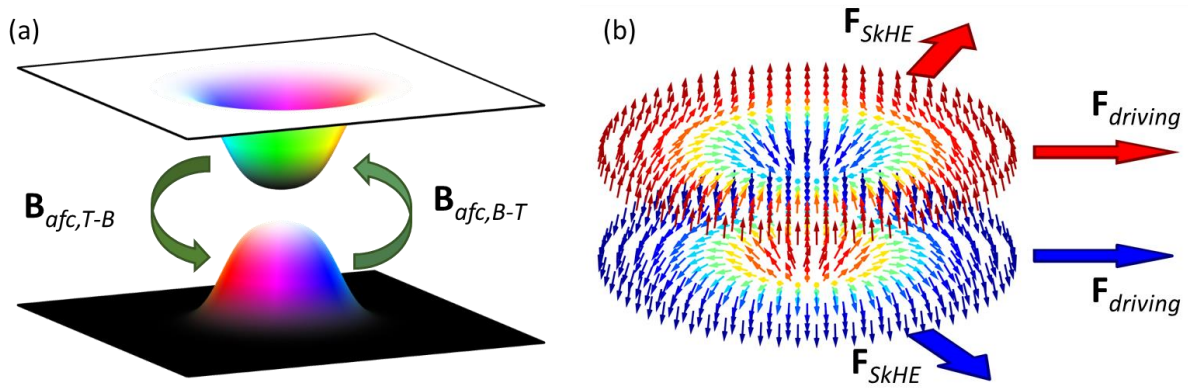 (a)
B_afc,T-B
B_afc,B-T
(b)
F_SkHE
F_driving
F_driving
F_SkHE